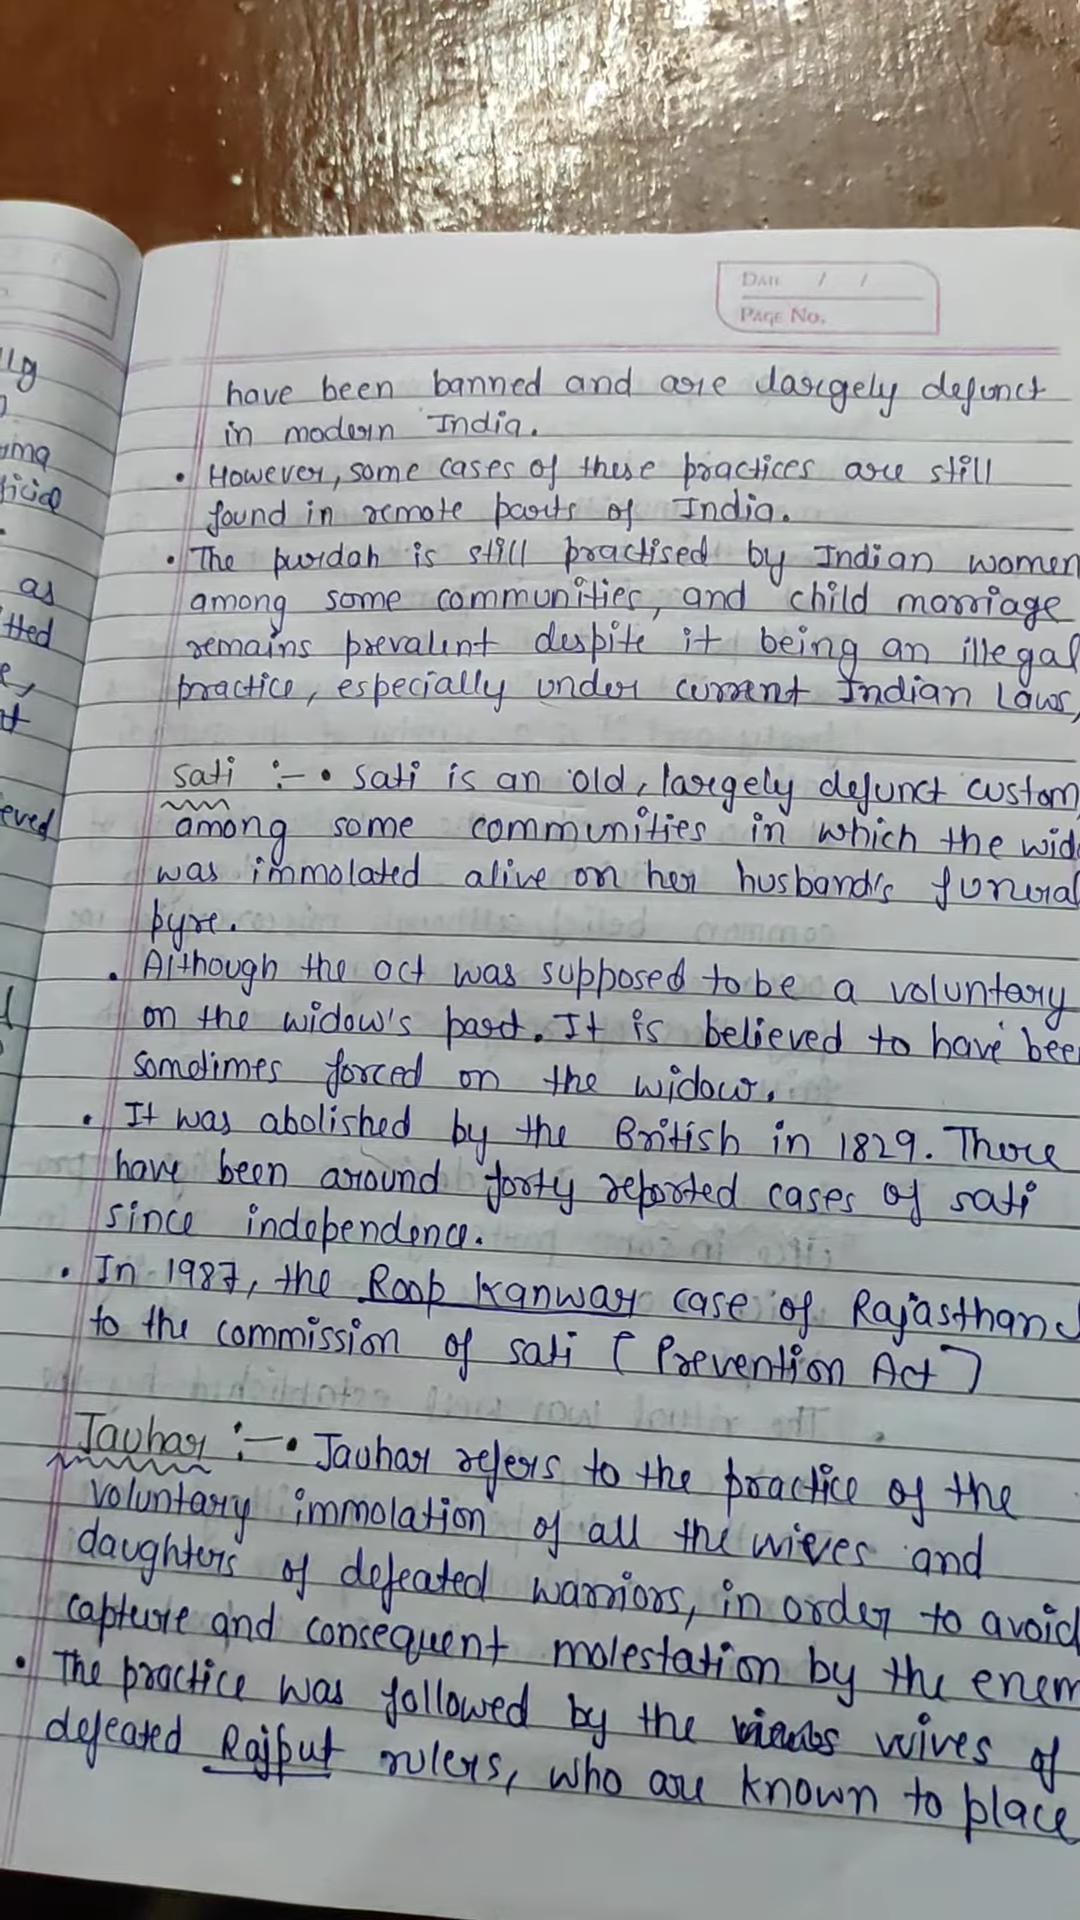 DATE / /
PAGE NO.
have been banned and are largely defunct
in modern India.
• However, some cases of these practices are still
found in remote parts of India.
• The purdah is still practised by Indian women
among some communities, and child marriage
remains prevalent despite it being an illegal
practice, especially under current Indian Laws,
Sati :- • Sati is an old, largely defunct custom,
among some communities in which the wid
was immolated alive on her husband's funeral
pyre.
• Although the act was supposed to be a voluntary
on the widow's part. It is believed to have been
sometimes forced on the widow.
• It was abolished by the British in 1829. There
have been around forty reported cases of sati
since independence.
• In 1987, the Roop Kanwar case of Rajasthan
to the commission of sati [Prevention Act]
Jauhar :- • Jauhar refers to the practice of the
voluntary immolation of all the wives and
daughters of defeated warriors, in order to avoid
capture and consequent molestation by the enem
• The practice was followed by the wives of
defeated Rajput rulers, who are known to place
lg
as
tted
eved